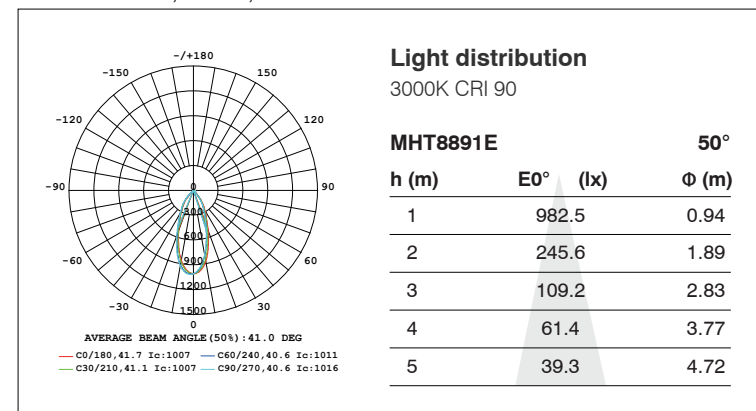 -/+180
-150
150
-120
120
-90
90
-60
60
-30
30
0
0
300
600
900
1200
1500
AVERAGE BEAM ANGLE(50%):41.0 DEG
C0/180,41.7 Ic:1007
C60/240,40.6 Ic:1011
C30/210,41.1 Ic:1007
C90/270,40.6 Ic:1016
Light distribution
3000K CRI 90
MHT8891E 50°
h (m) E0° (lx) Φ (m)
1 982.5 0.94
2 245.6 1.89
3 109.2 2.83
4 61.4 3.77
5 39.3 4.72